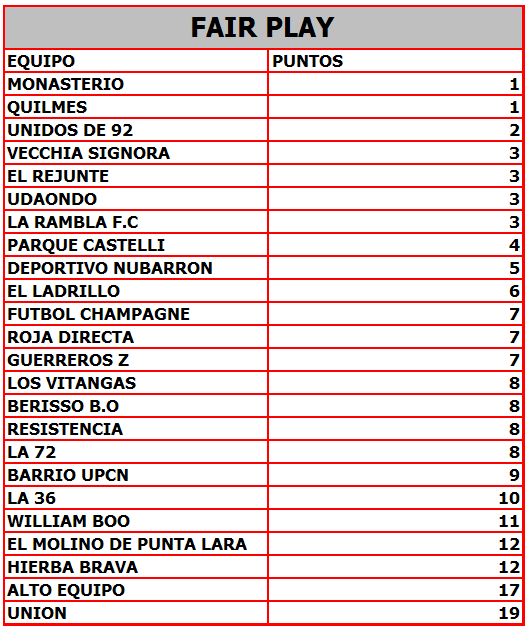 FAIR PLAY
EQUIPO PUNTOS
MONASTERIO 1
QUILMES 1
UNIDOS DE 92 2
VECCHIA SIGNORA 3
EL REJUNTE 3
UDAONDO 3
LA RAMBLA F.C 3
PARQUE CASTELLI 4
DEPORTIVO NUBARRON 5
EL LADRILLO 6
FUTBOL CHAMPAGNE 7
ROJA DIRECTA 7
GUERREROS Z 7
LOS VITANGAS 8
BERISSO B.O 8
RESISTENCIA 8
LA 72 8
BARRIO UPCN 9
LA 36 10
WILLIAM BOO 11
EL MOLINO DE PUNTA LARA 12
HIERBA BRAVA 12
ALTO EQUIPO 17
UNION 19